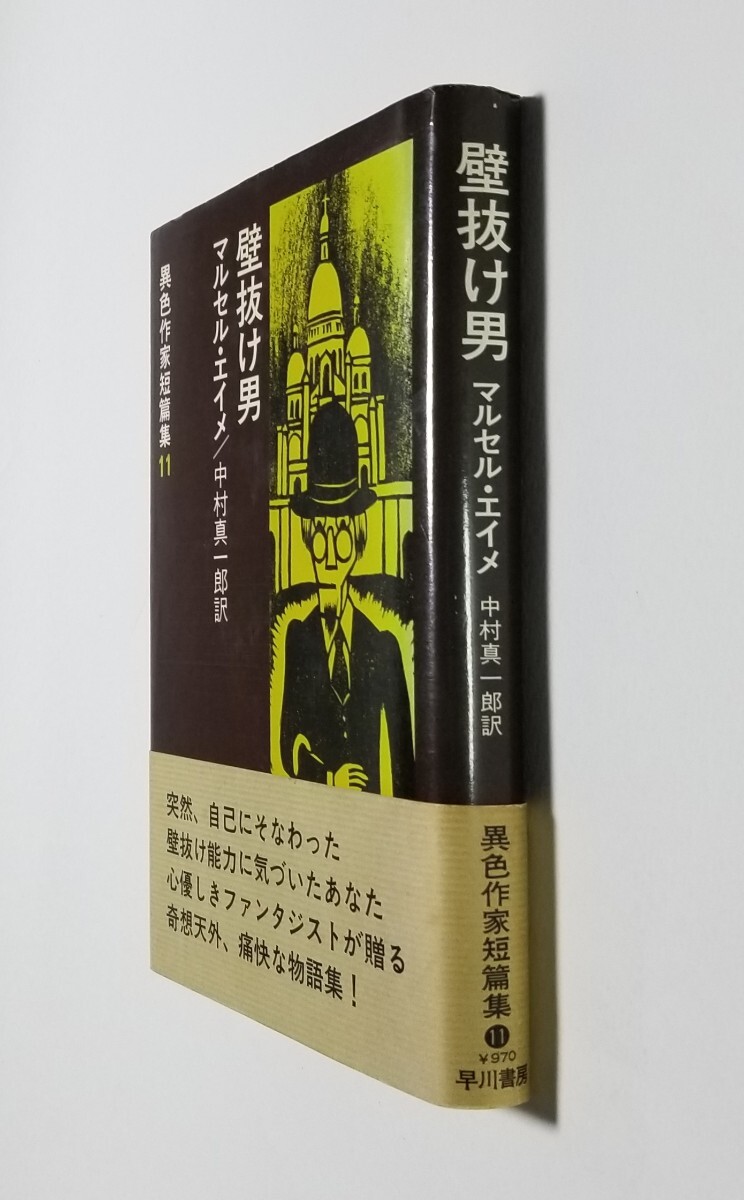 壁抜け男
マルセル・エイメ/中村真一郎訳
異色作家短篇集11
突然、自己にそなわった
壁抜け能力に気づいたあなた
心優しきファンタジストが贈る
奇想天外、痛快な物語集!
壁抜け男
マルセル・エイメ
中村真一郎訳
異色作家短篇集
11
¥970
早川書房